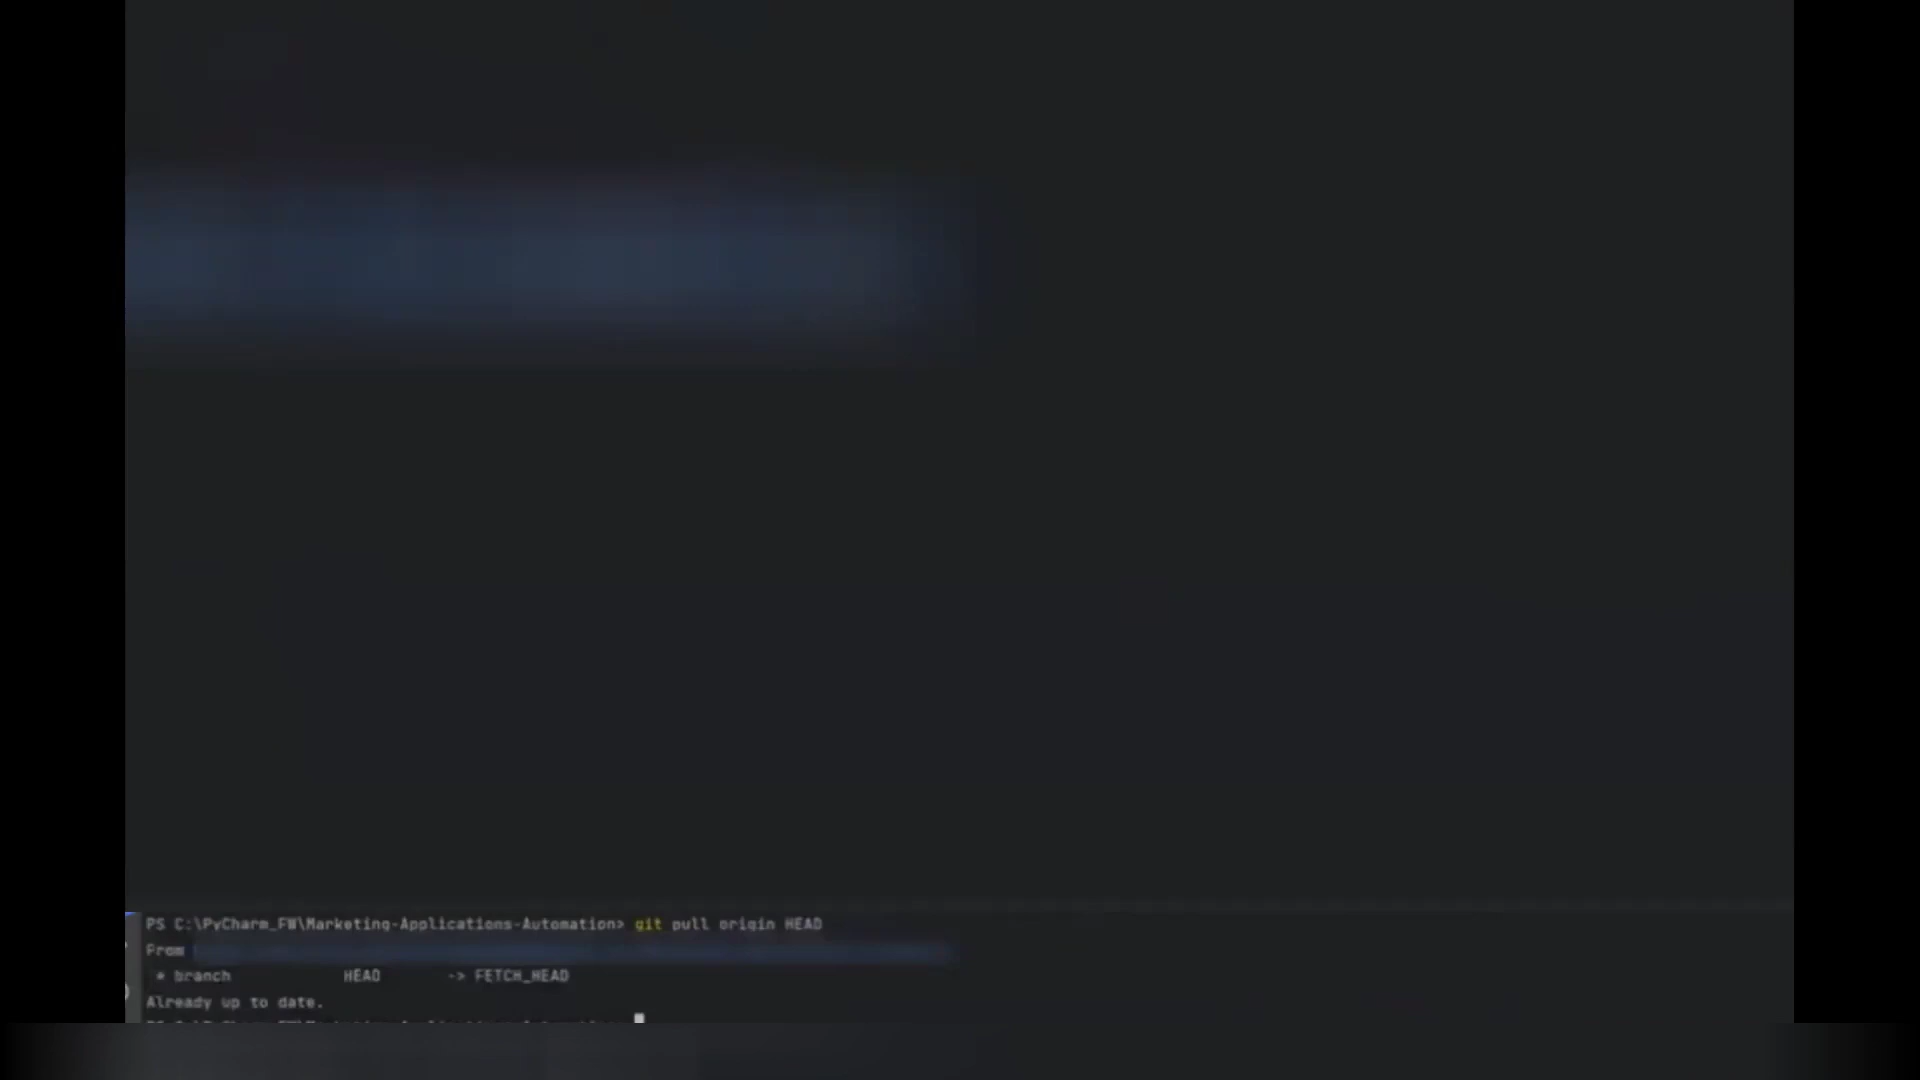 PS C:\PyCharm_FW\Marketing-Applications-Automation> git pull origin HEAD
From
* branch HEAD -> FETCH_HEAD
Already up to date.